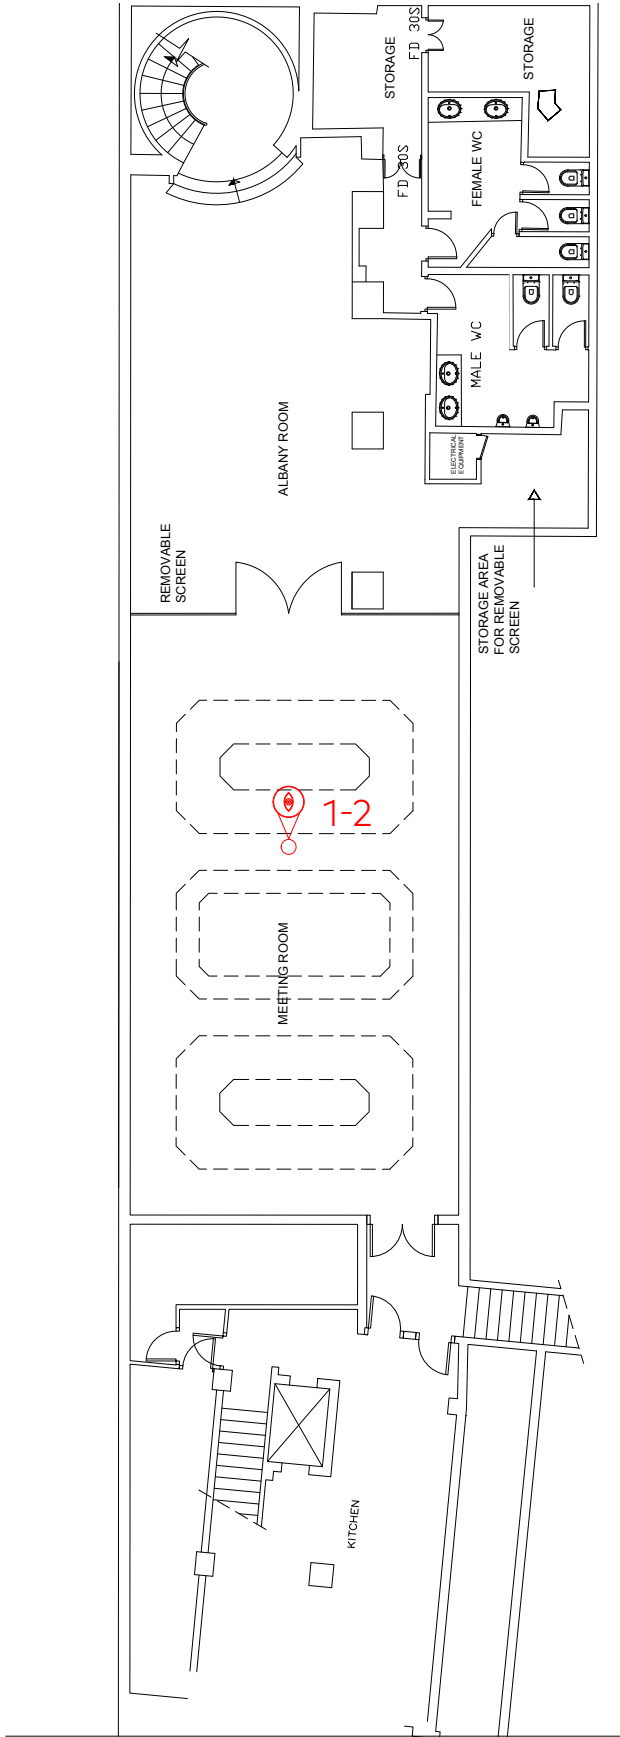 FD 30S
STORAGE
STORAGE
FD 30S
FEMALE WC
MALE WC
ALBANY ROOM
ELECTRICAL
EQUIPMENT
REMOVABLE
SCREEN
STORAGE AREA
FOR REMOVABLE
SCREEN
1-2
MEETING ROOM
KITCHEN